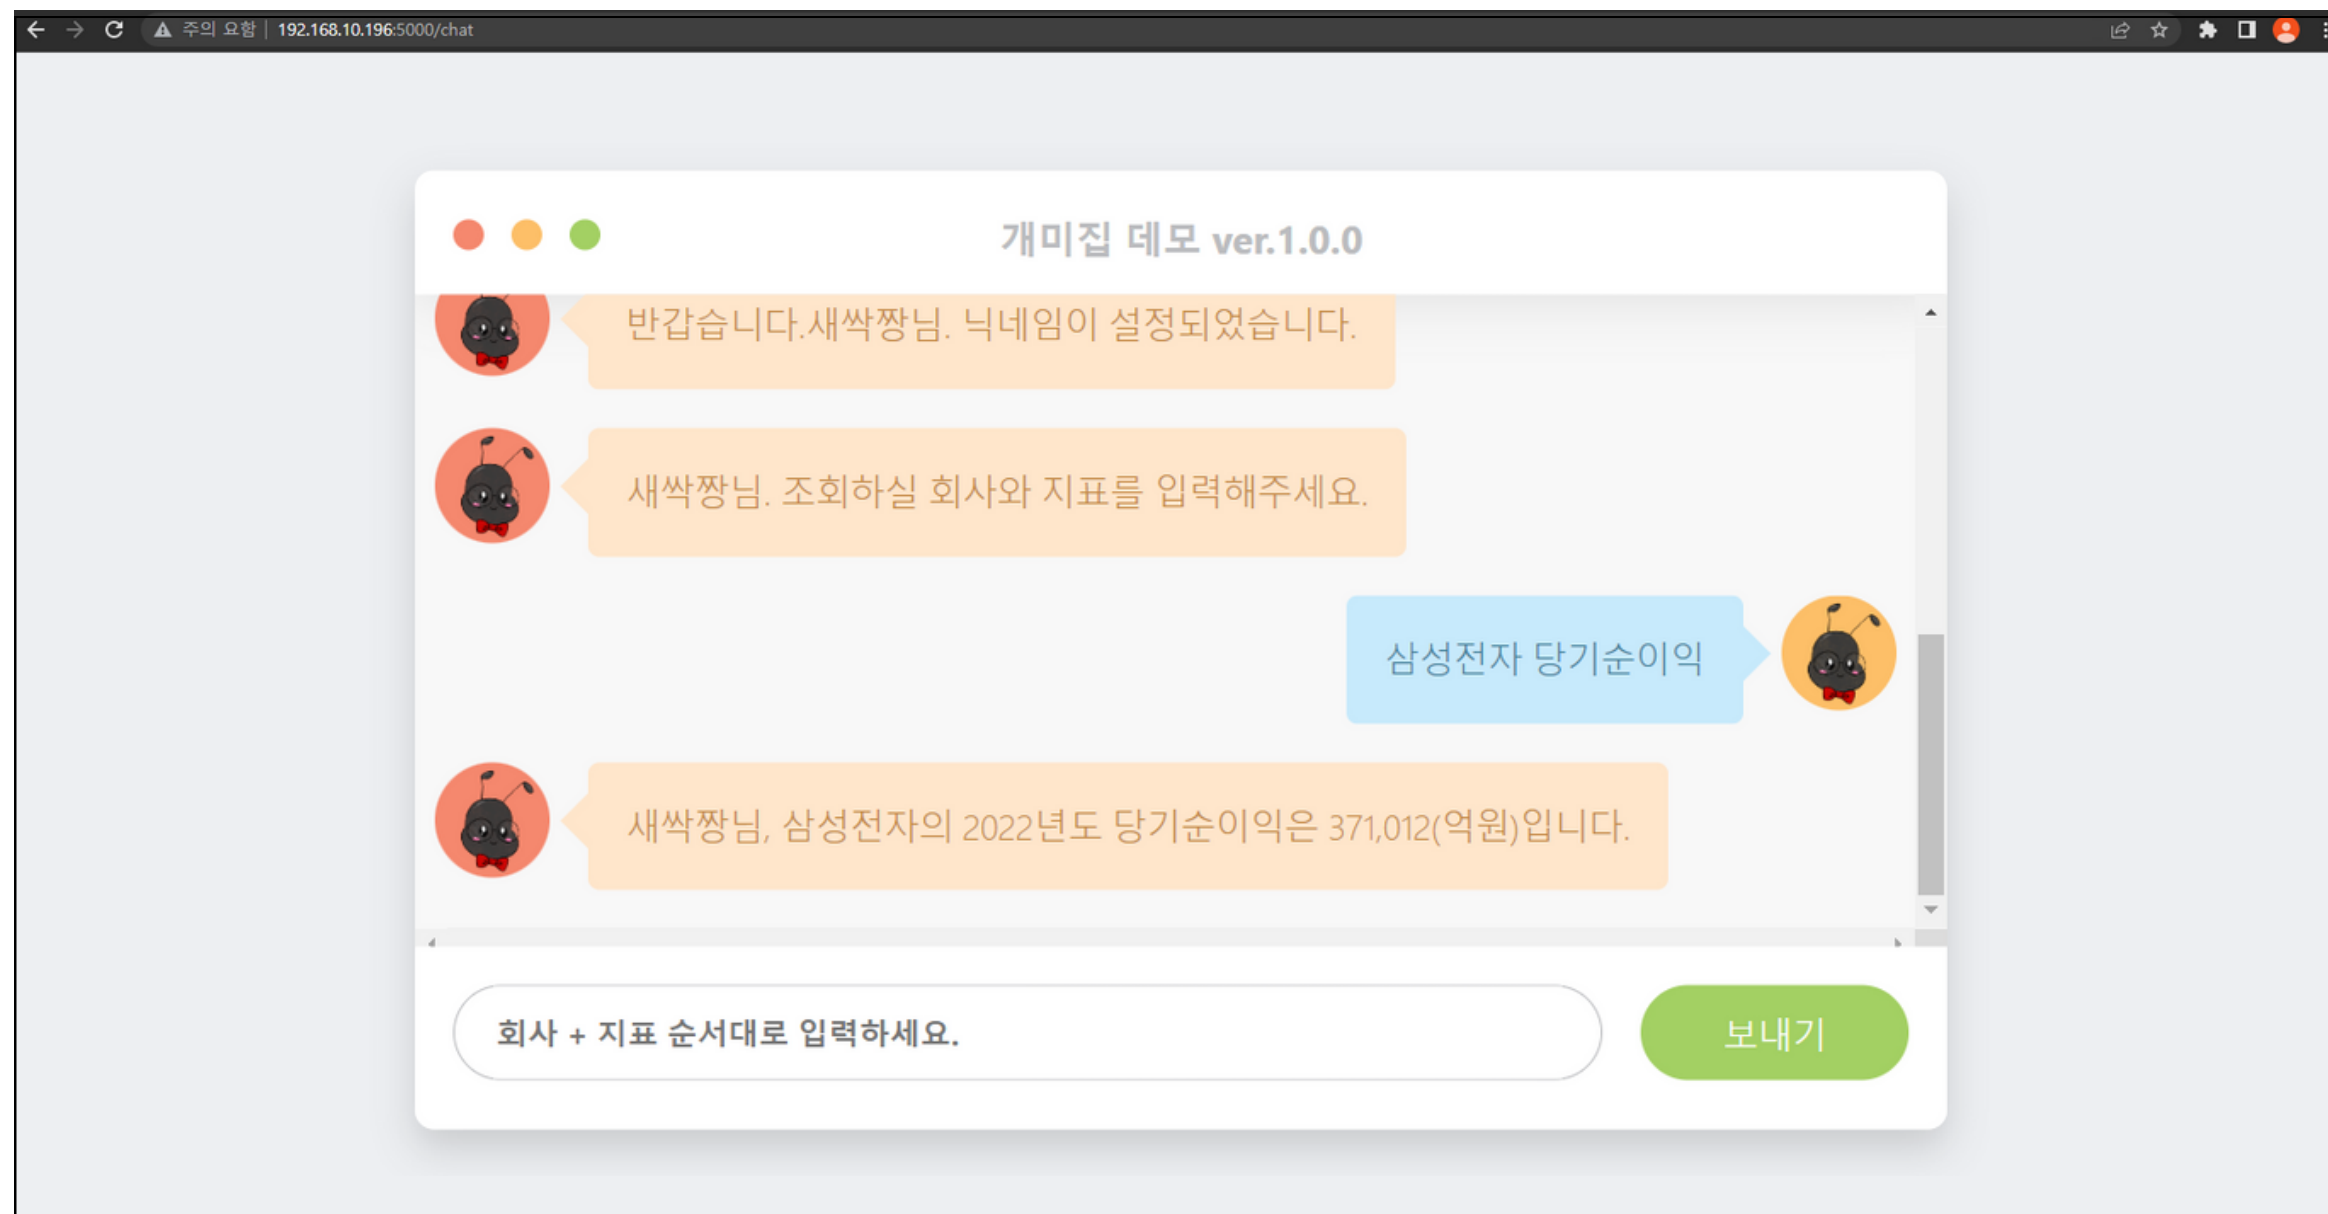 주의 요함 | 192.168.10.196:5000/chat
개미집 데모 ver.1.0.0
반갑습니다.새싹짱님. 닉네임이 설정되었습니다.
새싹짱님. 조회하실 회사와 지표를 입력해주세요.
삼성전자 당기순이익
새싹짱님, 삼성전자의 2022년도 당기순이익은 371,012(억원)입니다.
회사 + 지표 순서대로 입력하세요.
보내기